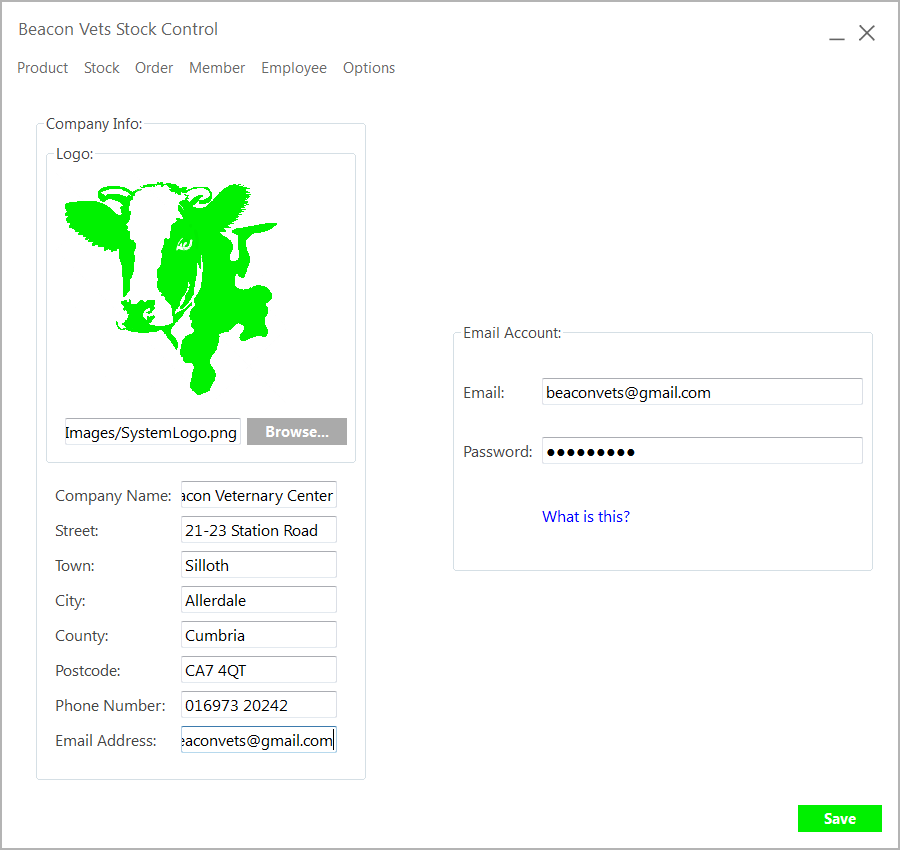 Beacon Vets Stock Control
Product Stock Order Member Employee Options
Company Info:
Logo:
Images/SystemLogo.png Browse...
Company Name: acon Veternary Center
Street: 21-23 Station Road
Town: Silloth
City: Allerdale
County: Cumbria
Postcode: CA7 4QT
Phone Number: 016973 20242
Email Address: eaconvets@gmail.com
Email Account:
Email: beaconvets@gmail.com
Password: ●●●●●●●●●
What is this?
Save